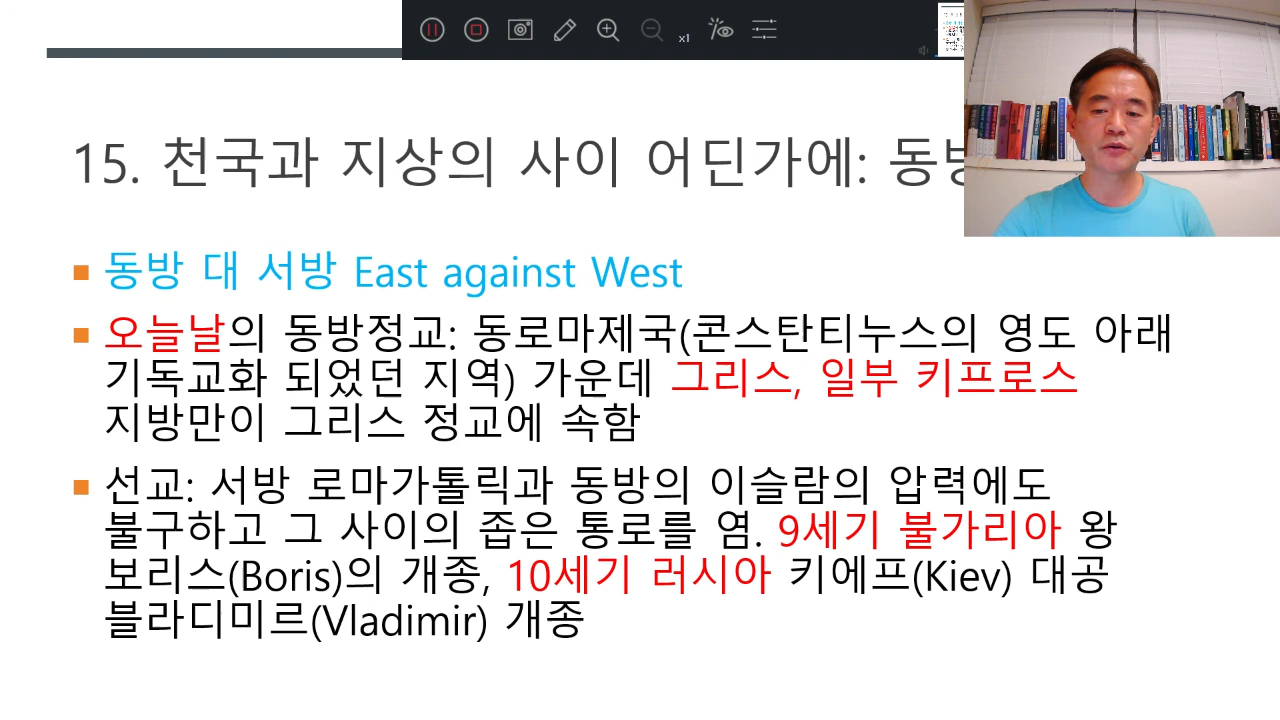 x1
15. 천국과 지상의 사이 어딘가에:
동방 대 서방 East against West
오늘날의 동방정교: 동로마제국(콘스탄티누스의 영도 아래
기독교화 되었던 지역) 가운데 그리스, 일부 키프로스
지방만이 그리스 정교에 속함
선교: 서방 로마가톨릭과 동방의 이슬람의 압력에도
불구하고 그 사이의 좁은 통로를 염. 9세기 불가리아 왕
보리스(Boris)의 개종, 10세기 러시아 키에프(Kiev) 대공
블라디미르(Vladimir) 개종